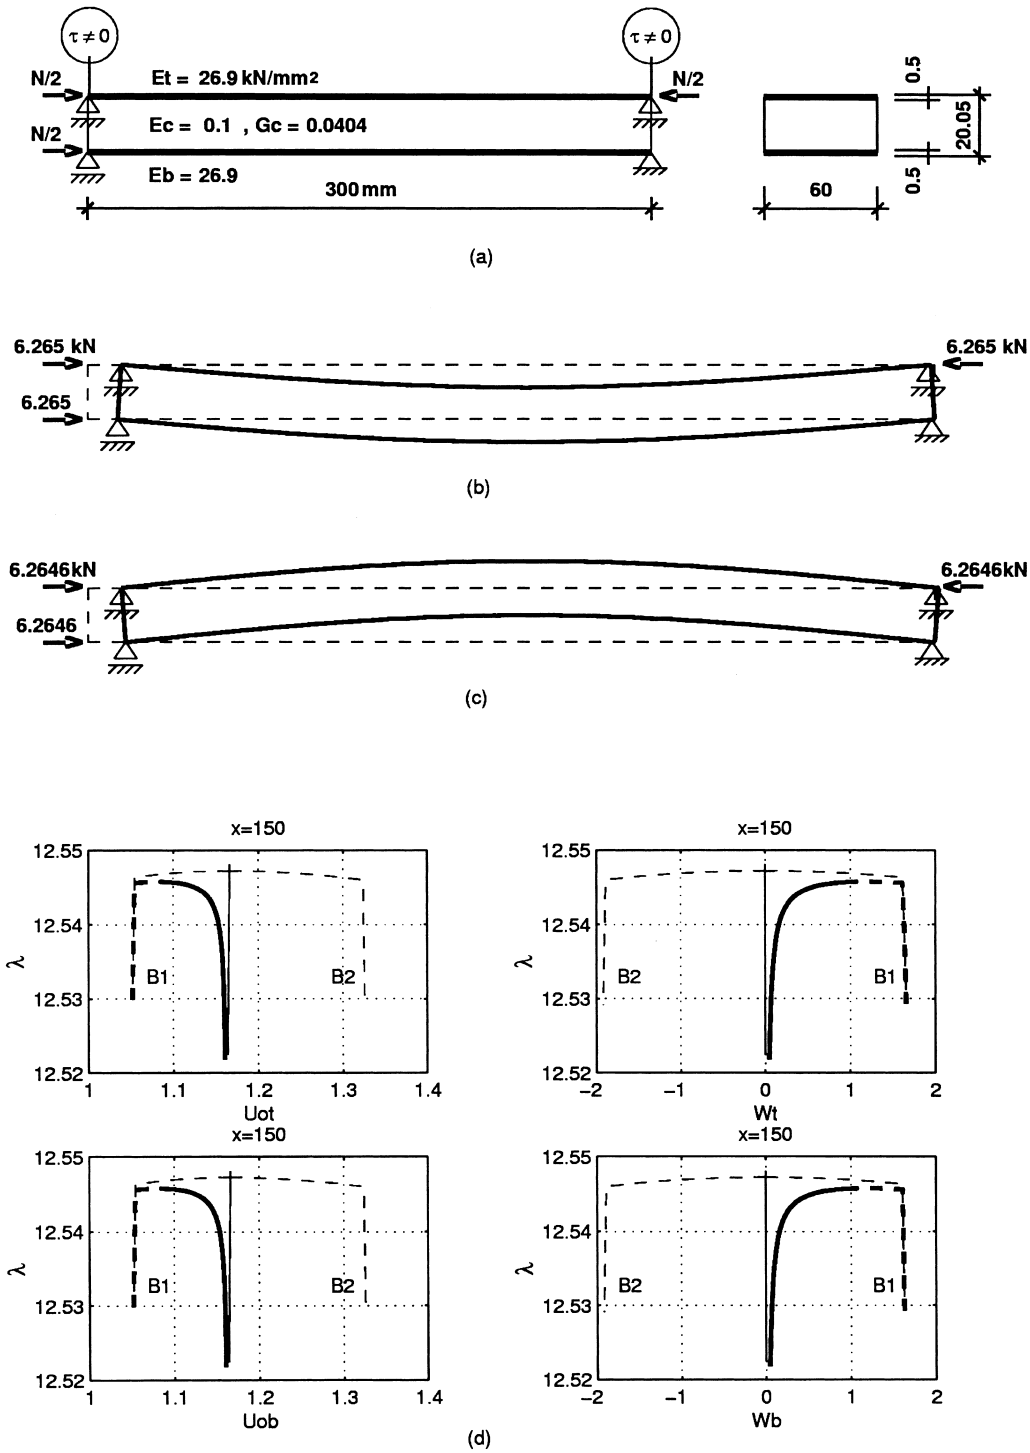 τ ≠ 0
τ ≠ 0
N/2
Et = 26.9 kN/mm2
N/2
N/2
Ec = 0.1 , Gc = 0.0404
Eb = 26.9
300 mm
0.5
20.05
0.5
60
(a)
6.265 kN
6.265 kN
6.265
(b)
6.2646kN
6.2646kN
6.2646
(c)
x=150
12.55
12.54
12.53
12.52
λ
B1
B2
1
1.1
1.2
1.3
1.4
Uot
x=150
12.55
12.54
12.53
12.52
λ
B2
B1
−2
−1
0
1
2
Wt
x=150
12.55
12.54
12.53
12.52
λ
B1
B2
1
1.1
1.2
1.3
1.4
Uob
x=150
12.55
12.54
12.53
12.52
λ
B2
B1
−2
−1
0
1
2
Wb
(d)